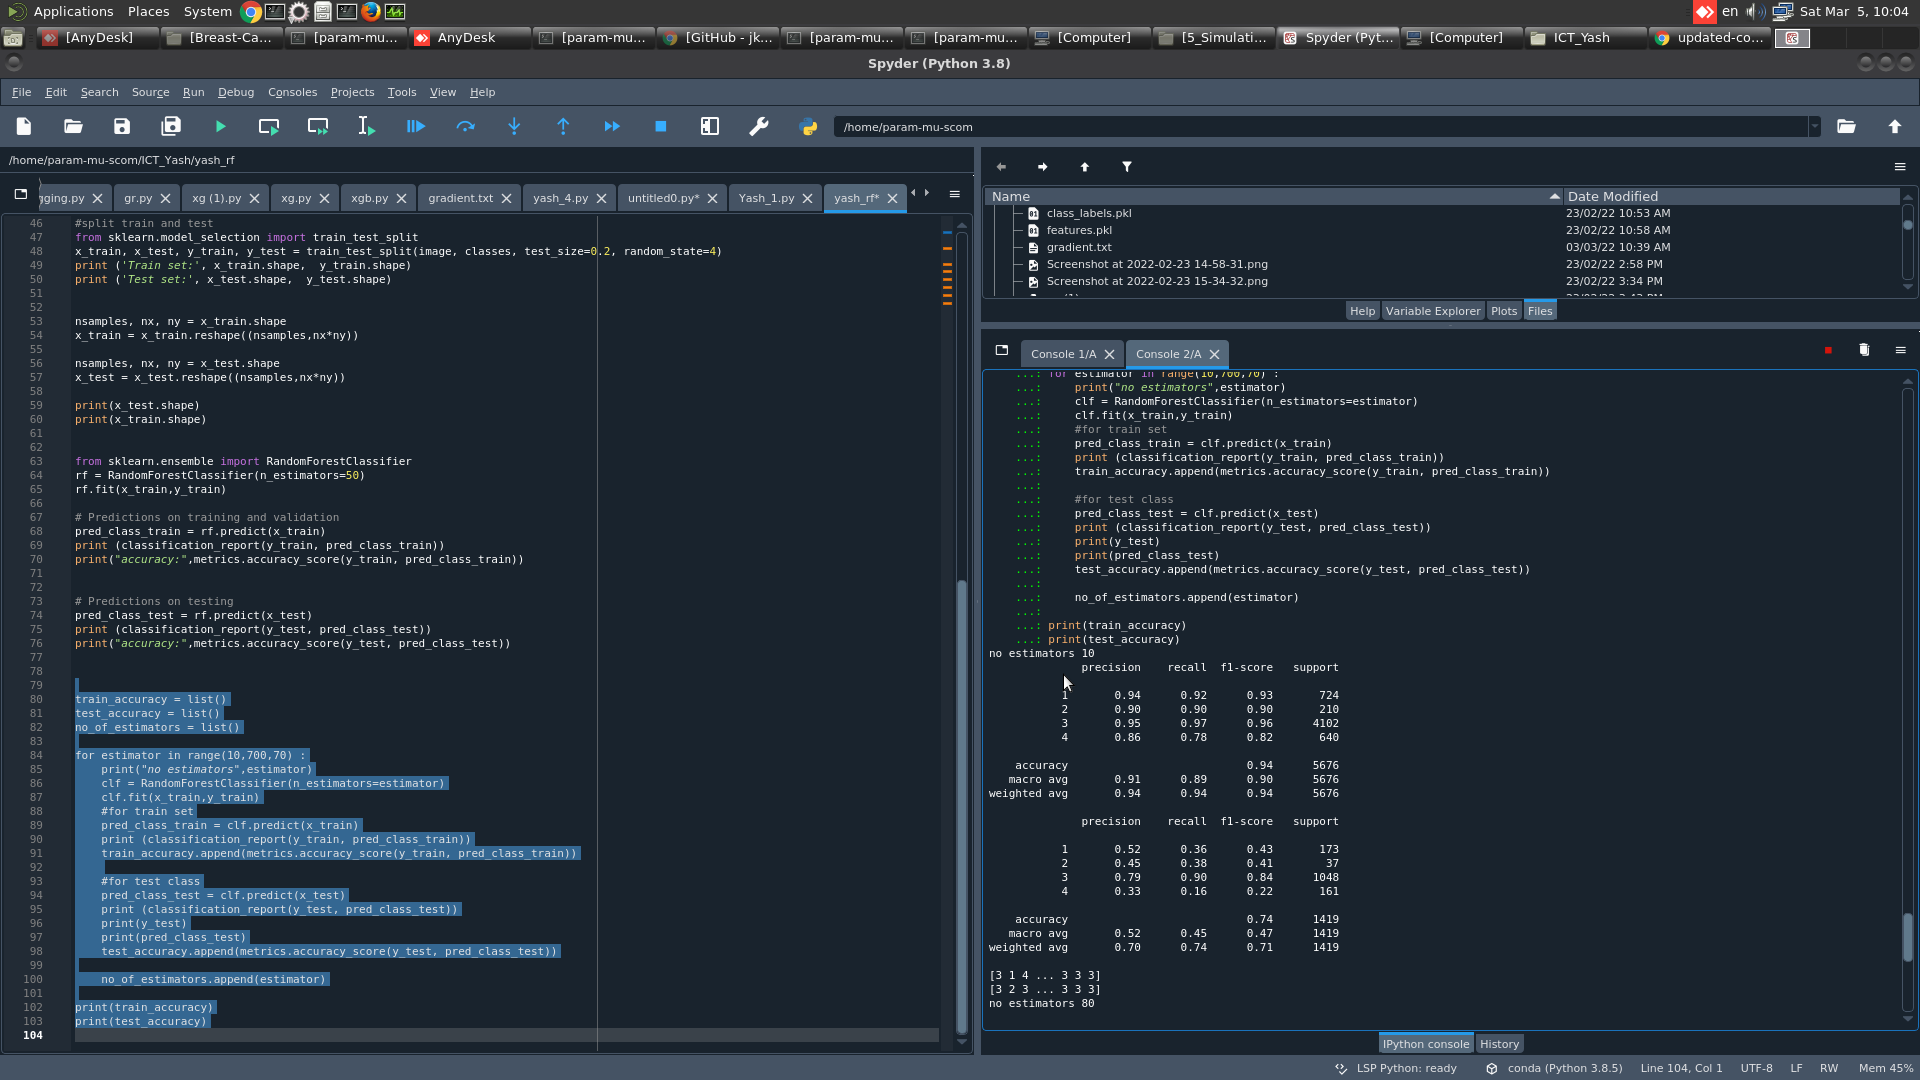 Applications Places System en Sat Mar 5, 10:04
[AnyDesk] [Breast-Ca... [param-mu... AnyDesk [param-mu... [GitHub - jk... [param-mu... [param-mu... [Computer] [5_Simulati... Spyder (Pyt... [Computer] ICT_Yash updated-co...
Spyder (Python 3.8)
File Edit Search Source Run Debug Consoles Projects Tools View Help
/home/param-mu-scom
/home/param-mu-scom/ICT_Yash/yash_rf
gging.py gr.py xg (1).py xg.py xgb.py gradient.txt yash_4.py untitled0.py* Yash_1.py yash_rf*
46 #split train and test
47 from sklearn.model_selection import train_test_split
48 x_train, x_test, y_train, y_test = train_test_split(image, classes, test_size=0.2, random_state=4)
49 print ('Train set:', x_train.shape,  y_train.shape)
50 print ('Test set:', x_test.shape,  y_test.shape)
51
52
53 nsamples, nx, ny = x_train.shape
54 x_train = x_train.reshape((nsamples,nx*ny))
55
56 nsamples, nx, ny = x_test.shape
57 x_test = x_test.reshape((nsamples,nx*ny))
58
59 print(x_test.shape)
60 print(x_train.shape)
61
62
63 from sklearn.ensemble import RandomForestClassifier
64 rf = RandomForestClassifier(n_estimators=50)
65 rf.fit(x_train,y_train)
66
67 # Predictions on training and validation
68 pred_class_train = rf.predict(x_train)
69 print (classification_report(y_train, pred_class_train))
70 print("accuracy:",metrics.accuracy_score(y_train, pred_class_train))
71
72
73 # Predictions on testing
74 pred_class_test = rf.predict(x_test)
75 print (classification_report(y_test, pred_class_test))
76 print("accuracy:",metrics.accuracy_score(y_test, pred_class_test))
77
78
79
80 train_accuracy = list()
81 test_accuracy = list()
82 no_of_estimators = list()
83
84 for estimator in range(10,700,70) :
85     print("no estimators",estimator)
86     clf = RandomForestClassifier(n_estimators=estimator)
87     clf.fit(x_train,y_train)
88     #for train set
89     pred_class_train = clf.predict(x_train)
90     print (classification_report(y_train, pred_class_train))
91     train_accuracy.append(metrics.accuracy_score(y_train, pred_class_train))
92
93     #for test class
94     pred_class_test = clf.predict(x_test)
95     print (classification_report(y_test, pred_class_test))
96     print(y_test)
97     print(pred_class_test)
98     test_accuracy.append(metrics.accuracy_score(y_test, pred_class_test))
99
100     no_of_estimators.append(estimator)
101
102 print(train_accuracy)
103 print(test_accuracy)
104
Name Date Modified
class_labels.pkl 23/02/22 10:53 AM
features.pkl 23/02/22 10:58 AM
gradient.txt 03/03/22 10:39 AM
Screenshot at 2022-02-23 14-58-31.png 23/02/22 2:58 PM
Screenshot at 2022-02-23 15-34-32.png 23/02/22 3:34 PM
Help Variable Explorer Plots Files
Console 1/A Console 2/A
...: for estimator in range(10,700,70) :
...:     print("no estimators",estimator)
...:     clf = RandomForestClassifier(n_estimators=estimator)
...:     clf.fit(x_train,y_train)
...:     #for train set
...:     pred_class_train = clf.predict(x_train)
...:     print (classification_report(y_train, pred_class_train))
...:     train_accuracy.append(metrics.accuracy_score(y_train, pred_class_train))
...:
...:     #for test class
...:     pred_class_test = clf.predict(x_test)
...:     print (classification_report(y_test, pred_class_test))
...:     print(y_test)
...:     print(pred_class_test)
...:     test_accuracy.append(metrics.accuracy_score(y_test, pred_class_test))
...:
...:     no_of_estimators.append(estimator)
...:
...: print(train_accuracy)
...: print(test_accuracy)
no estimators 10
precision recall f1-score support
1 0.94 0.92 0.93 724
2 0.90 0.90 0.90 210
3 0.95 0.97 0.96 4102
4 0.86 0.78 0.82 640
accuracy 0.94 5676
macro avg 0.91 0.89 0.90 5676
weighted avg 0.94 0.94 0.94 5676
precision recall f1-score support
1 0.52 0.36 0.43 173
2 0.45 0.38 0.41 37
3 0.79 0.90 0.84 1048
4 0.33 0.16 0.22 161
accuracy 0.74 1419
macro avg 0.52 0.45 0.47 1419
weighted avg 0.70 0.74 0.71 1419
[3 1 4 ... 3 3 3]
[3 2 3 ... 3 3 3]
no estimators 80
IPython console History
LSP Python: ready conda (Python 3.8.5) Line 104, Col 1 UTF-8 LF RW Mem 45%